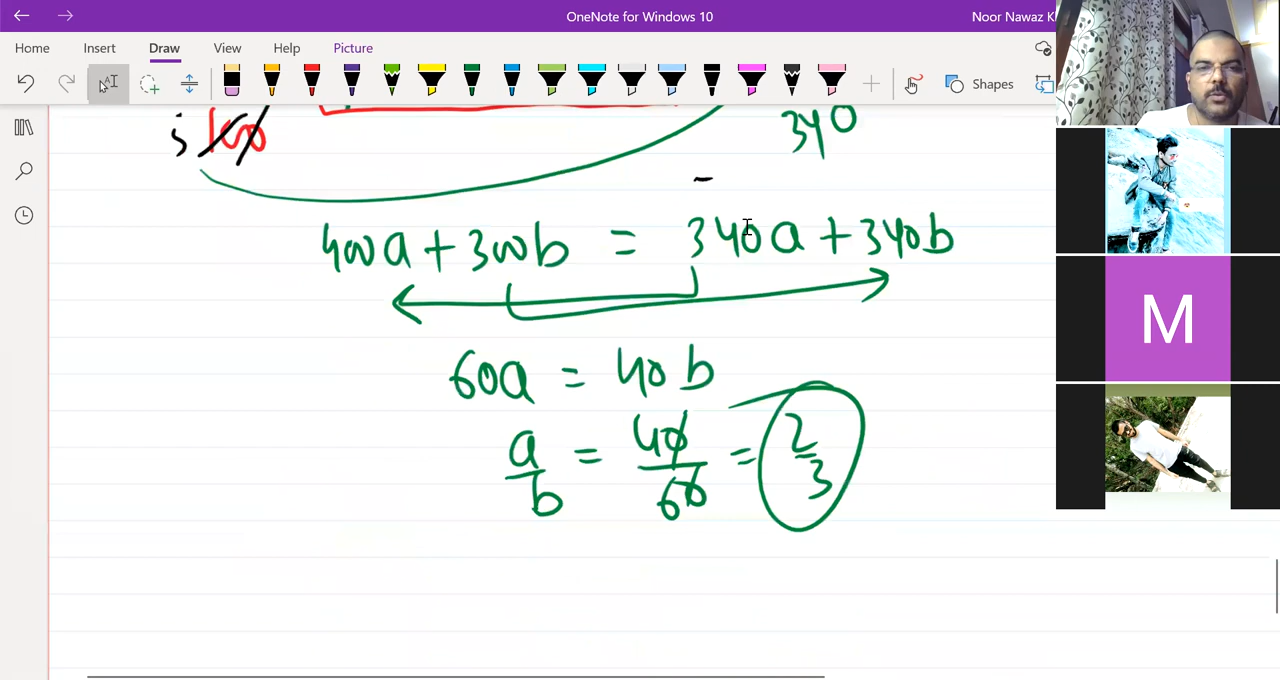 OneNote for Windows 10
Noor Nawaz K
Home Insert Draw View Help Picture
Shapes
340
400a + 300b = 340a + 340b
60a = 40b
a/b = 40/60 = 2/3
M